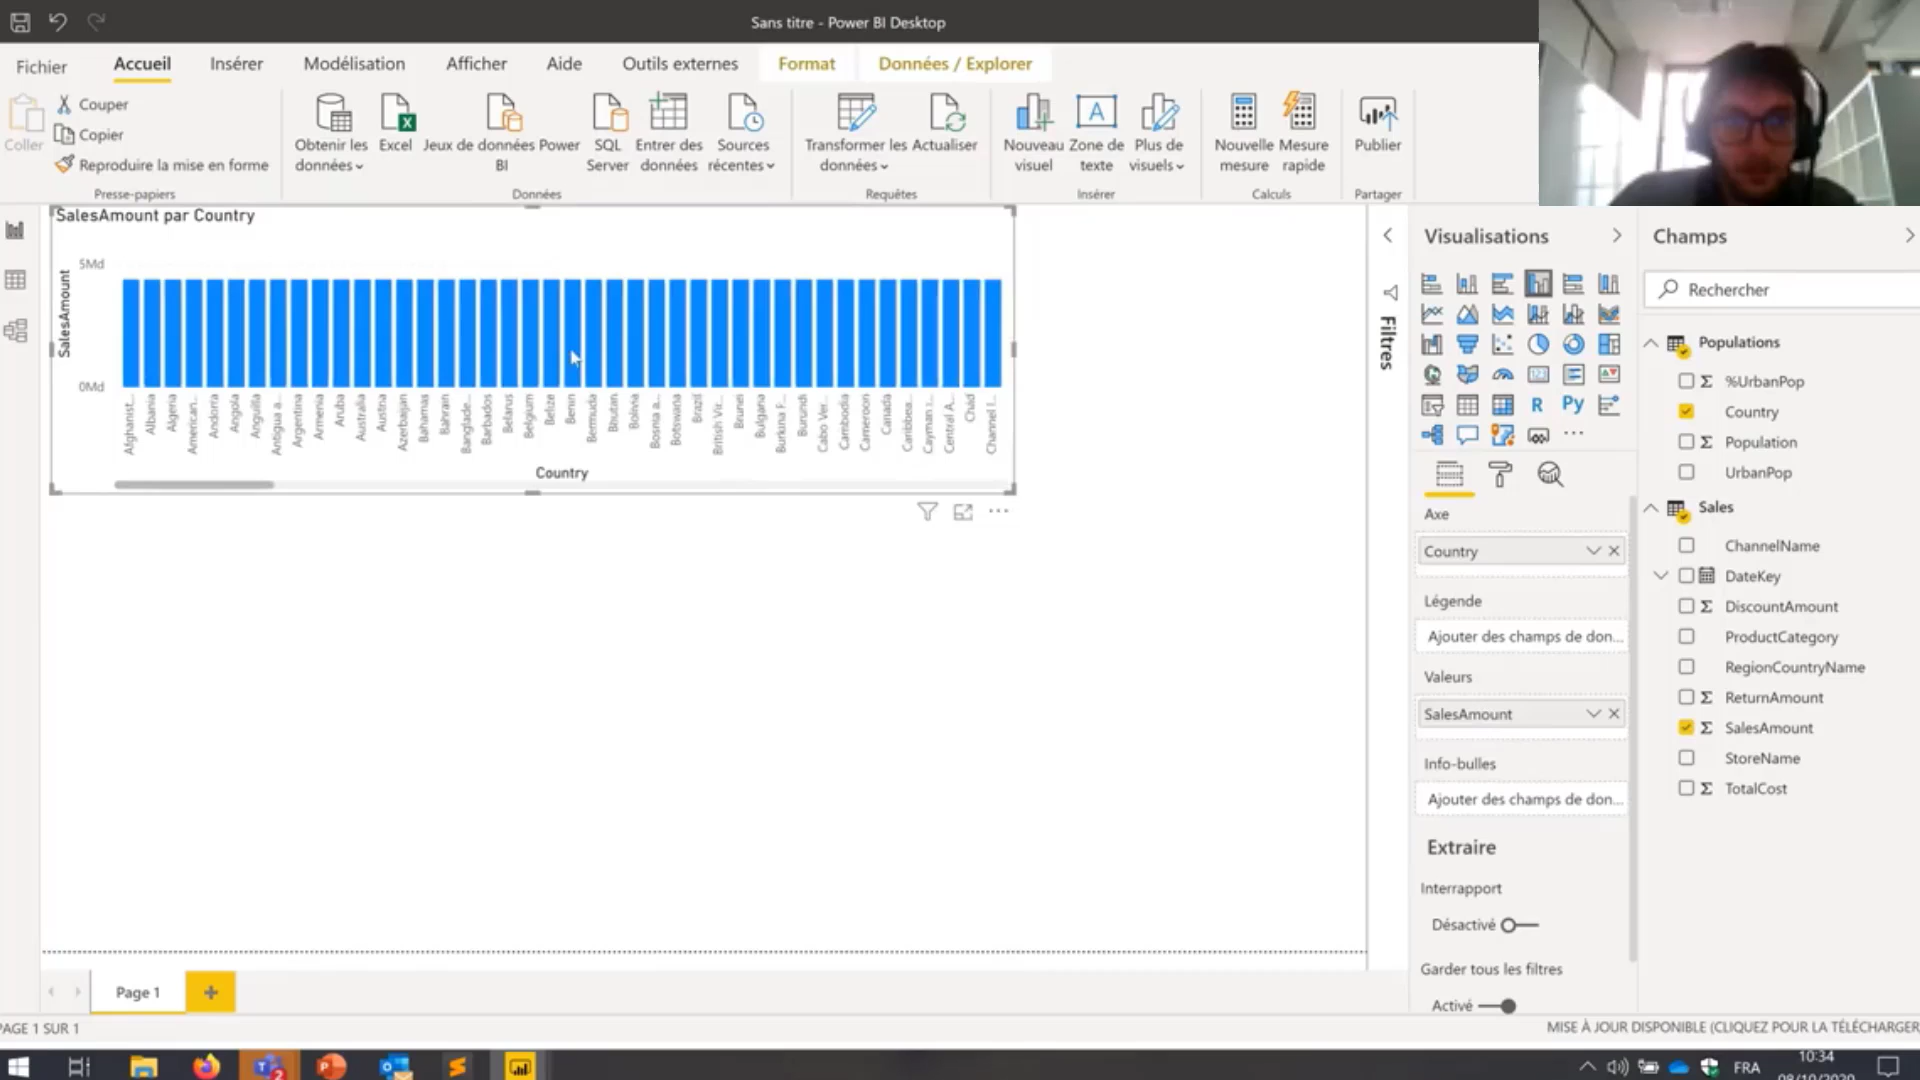 Sans titre - Power BI Desktop
Fichier
Accueil
Insérer
Modélisation
Afficher
Aide
Outils externes
Format
Données / Explorer
Coller
Couper
Copier
Reproduire la mise en forme
Presse-papiers
Obtenir les
données
Excel
Jeux de données Power
BI
SQL
Server
Entrer des
données
Sources
récentes
Données
Transformer les
données
Actualiser
Requêtes
Nouveau
visuel
Zone de
texte
Plus de
visuels
Insérer
Nouvelle
mesure
Mesure
rapide
Calculs
Publier
Partager
SalesAmount par Country
SalesAmount
5Md
0Md
Afghanist...
Albania
Algeria
American...
Andorra
Angola
Anguilla
Antigua a...
Argentina
Armenia
Aruba
Australia
Austria
Azerbaijan
Bahamas
Bahrain
Banglade...
Barbados
Belarus
Belgium
Belize
Benin
Bermuda
Bhutan
Bolivia
Bosnia a...
Botswana
Brazil
British Vir...
Brunei
Bulgaria
Burkina F...
Burundi
Cabo Ver...
Cambodia
Cameroon
Canada
Caribbea...
Cayman I...
Central A...
Chad
Channel I...
Country
Filtres
Visualisations
R
Py
Axe
Country
Légende
Ajouter des champs de don...
Valeurs
SalesAmount
Info-bulles
Ajouter des champs de don...
Extraire
Interrapport
Désactivé
Garder tous les filtres
Activé
Champs
Rechercher
Populations
%UrbanPop
Country
Population
UrbanPop
Sales
ChannelName
DateKey
DiscountAmount
ProductCategory
RegionCountryName
ReturnAmount
SalesAmount
StoreName
TotalCost
Page 1
PAGE 1 SUR 1
MISE À JOUR DISPONIBLE (CLIQUEZ POUR LA TÉLÉCHARGER
FRA
10:34
08/10/2020